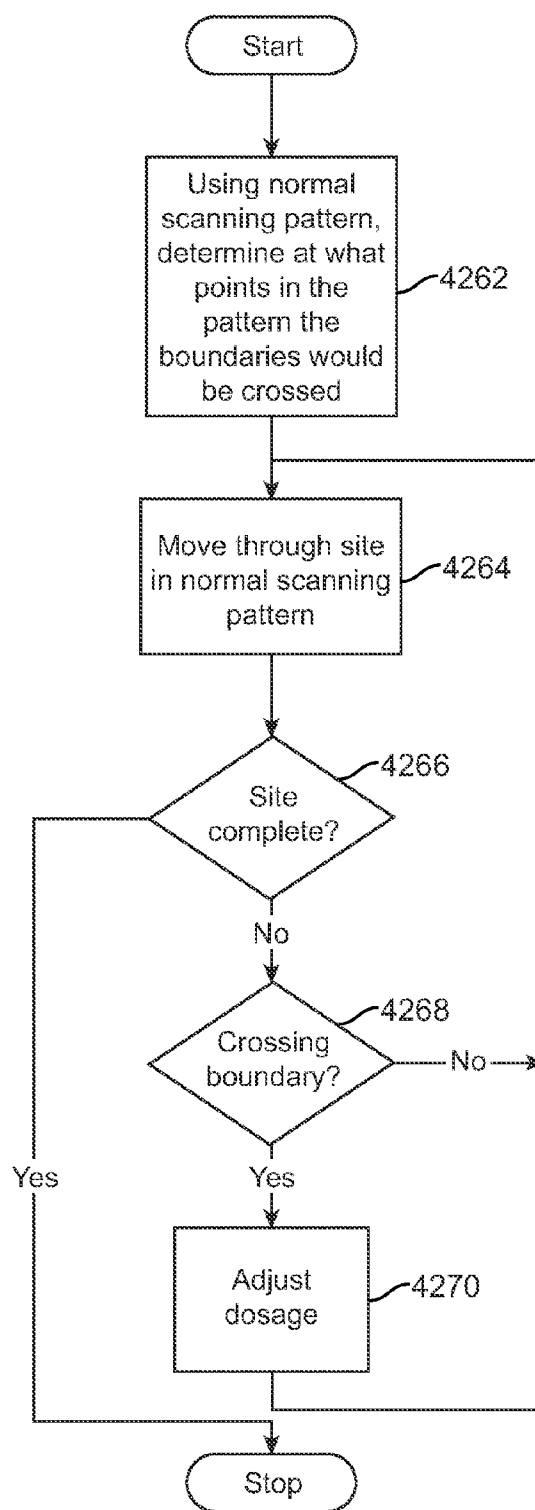 Start
Using normal
scanning pattern,
determine at what
points in the
pattern the
boundaries would
be crossed
4262
Move through site
in normal scanning
pattern
4264
4266
Site
complete?
No
4268
Crossing
boundary?
No
Yes
Yes
Adjust
dosage
4270
Stop